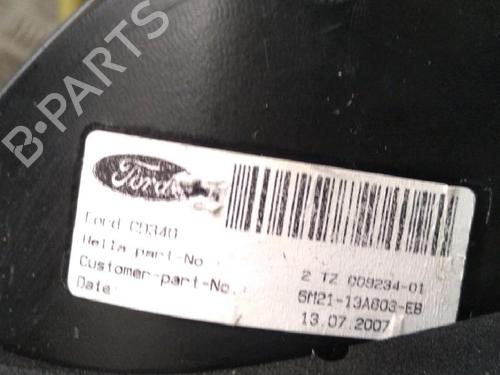 B-PARTS
Ford
Ford CD340
Hella part-No.: 2 TZ 009234-01
Customer-part-No.: 6M21-13A603-EB
Date: 13.07.2007